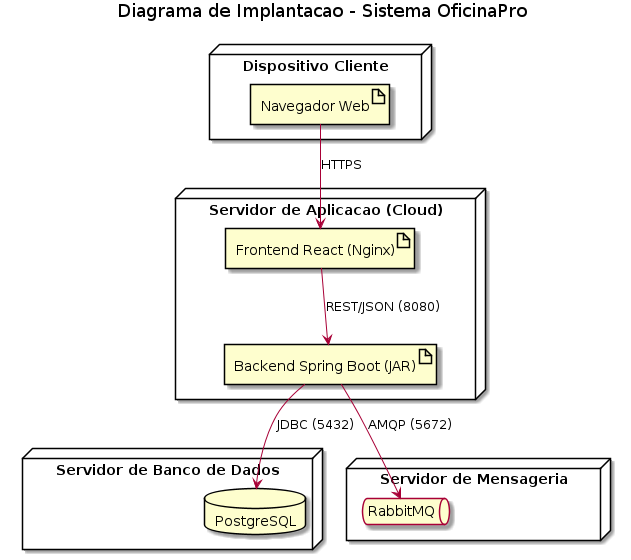 Diagrama de Implantacao - Sistema OficinaPro
Dispositivo Cliente
Navegador Web
HTTPS
Servidor de Aplicacao (Cloud)
Frontend React (Nginx)
REST/JSON (8080)
Backend Spring Boot (JAR)
JDBC (5432)
AMQP (5672)
Servidor de Banco de Dados
PostgreSQL
Servidor de Mensageria
RabbitMQ